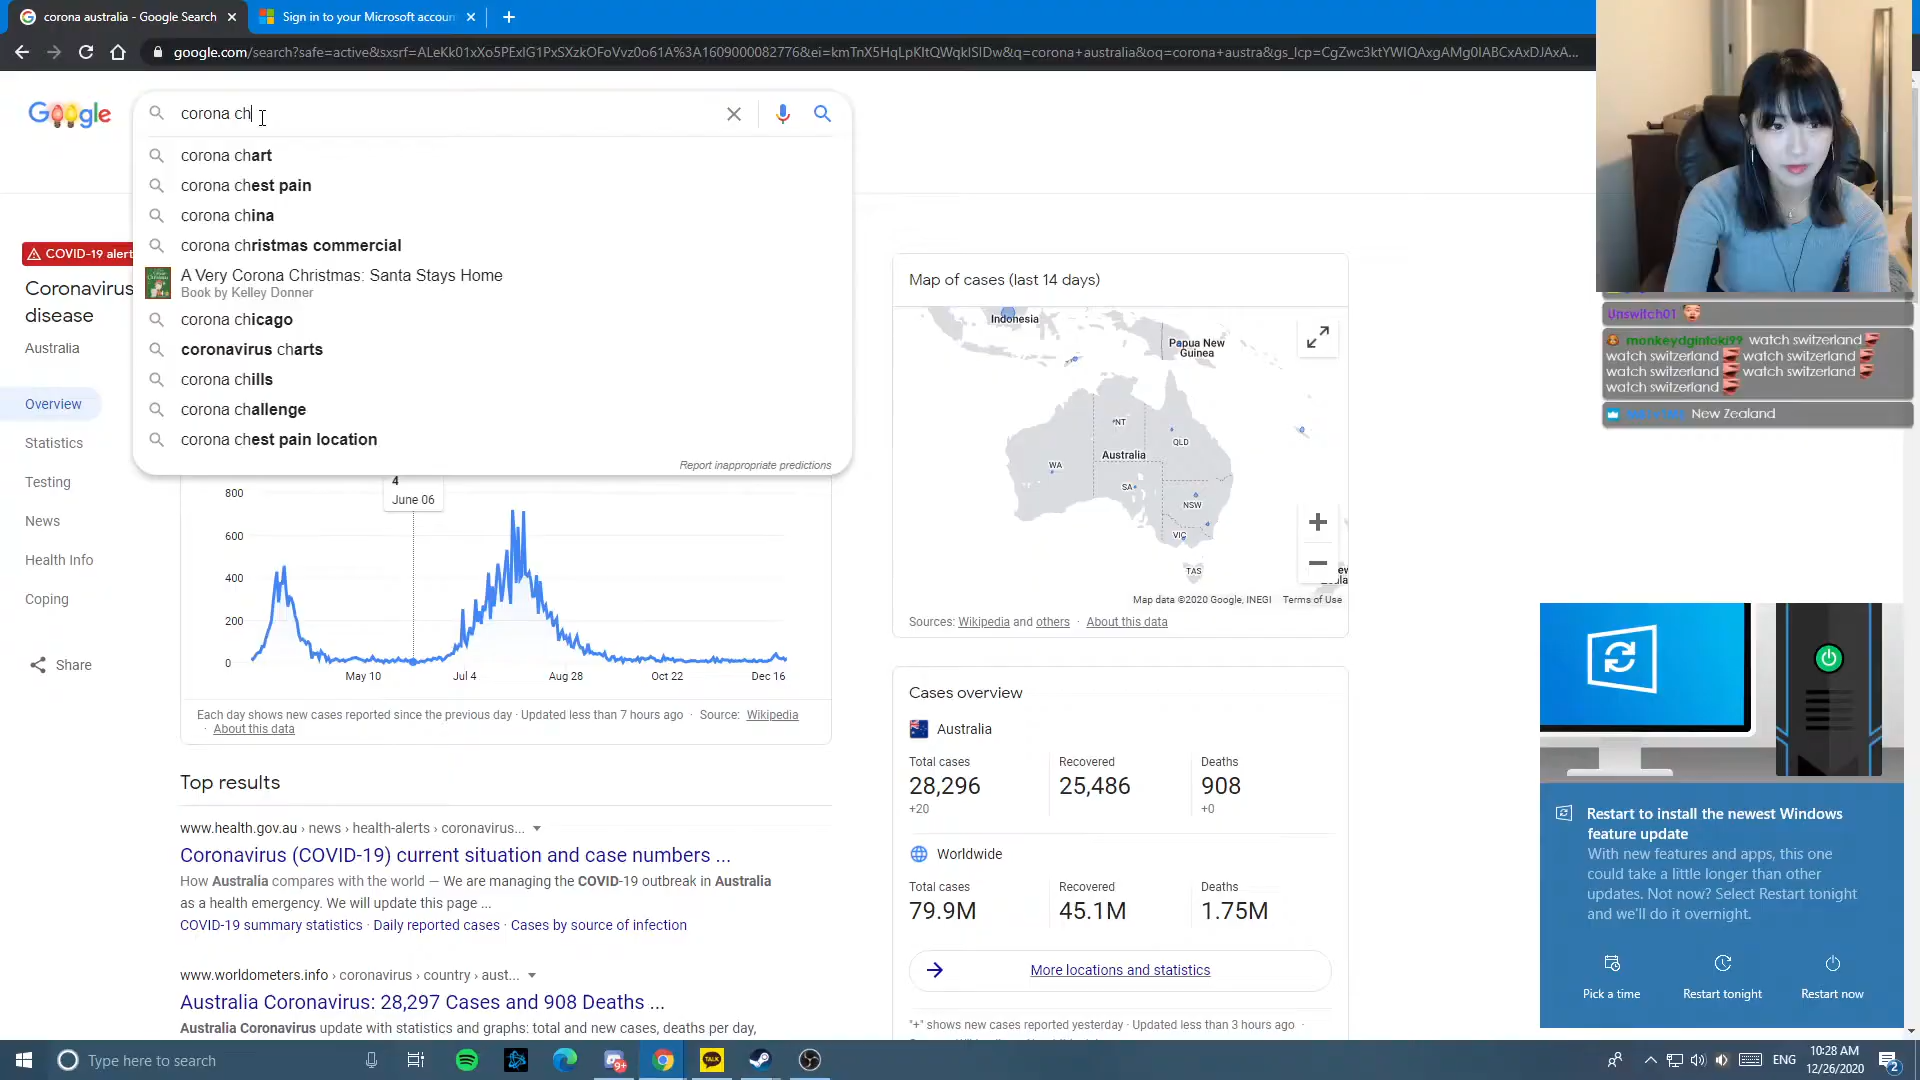 corona australia - Google Search
Sign in to your Microsoft accoun
google.com/search?safe=active&sxsrf=ALeKk01xXo5PExlG1PxSXzkOFoVvz0o61A%3A1609000082776&ei=kmTnX5HqLpKltQWqklSIDw&q=corona+australia&oq=corona+austra&gs_lcp=CgZwc3ktYWIQAxgAMg0IABCxAxDJAxA...
Google
corona ch
corona chart
corona chest pain
corona china
corona christmas commercial
A Very Corona Christmas: Santa Stays Home
Book by Kelley Donner
corona chicago
coronavirus charts
corona chills
corona challenge
corona chest pain location
Report inappropriate predictions
COVID-19 alert
Coronavirus
disease
Australia
Overview
Statistics
Testing
News
Health Info
Coping
Share
4
June 06
800
600
400
200
0
May 10
Jul 4
Aug 28
Oct 22
Dec 16
Each day shows new cases reported since the previous day · Updated less than 7 hours ago · Source: Wikipedia
· About this data
Top results
www.health.gov.au › news › health-alerts › coronavirus...
Coronavirus (COVID-19) current situation and case numbers ...
How Australia compares with the world — We are managing the COVID-19 outbreak in Australia
as a health emergency. We will update this page ...
COVID-19 summary statistics · Daily reported cases · Cases by source of infection
www.worldometers.info › coronavirus › country › aust...
Australia Coronavirus: 28,297 Cases and 908 Deaths ...
Australia Coronavirus update with statistics and graphs: total and new cases, deaths per day,
Map of cases (last 14 days)
Indonesia
Papua New
Guinea
NT
QLD
Australia
WA
SA
NSW
VIC
TAS
Map data ©2020 Google, INEGI Terms of Use
Sources: Wikipedia and others · About this data
Cases overview
Australia
Total cases
28,296
+20
Recovered
25,486
Deaths
908
+0
Worldwide
Total cases
79.9M
Recovered
45.1M
Deaths
1.75M
More locations and statistics
"+" shows new cases reported yesterday · Updated less than 3 hours ago ·
Unswitch01
monkeydgintoki99 watch switzerland
watch switzerland watch switzerland
watch switzerland watch switzerland
watch switzerland
New Zealand
Restart to install the newest Windows
feature update
With new features and apps, this one
could take a little longer than other
updates. Not now? Select Restart tonight
and we'll do it overnight.
Pick a time
Restart tonight
Restart now
Type here to search
9+
TALK
ENG
10:28 AM
12/26/2020
2